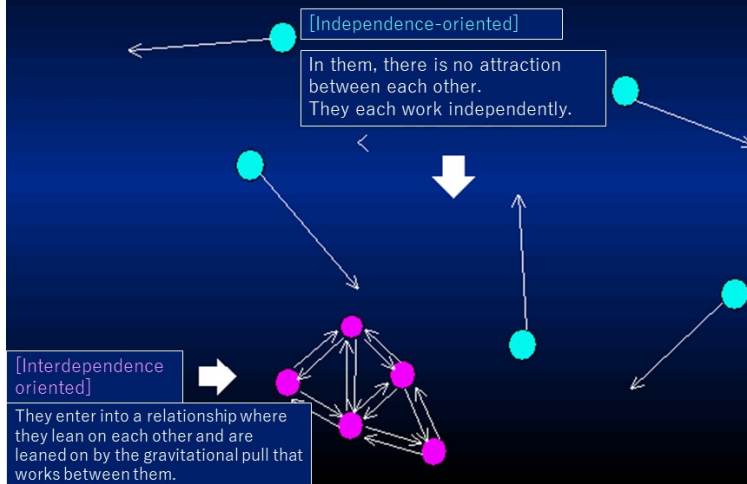 [Independence-oriented]
In them, there is no attraction
between each other.
They each work independently.
[Interdependence
oriented]
They enter into a relationship where
they lean on each other and are
leaned on by the gravitational pull that
works between them.